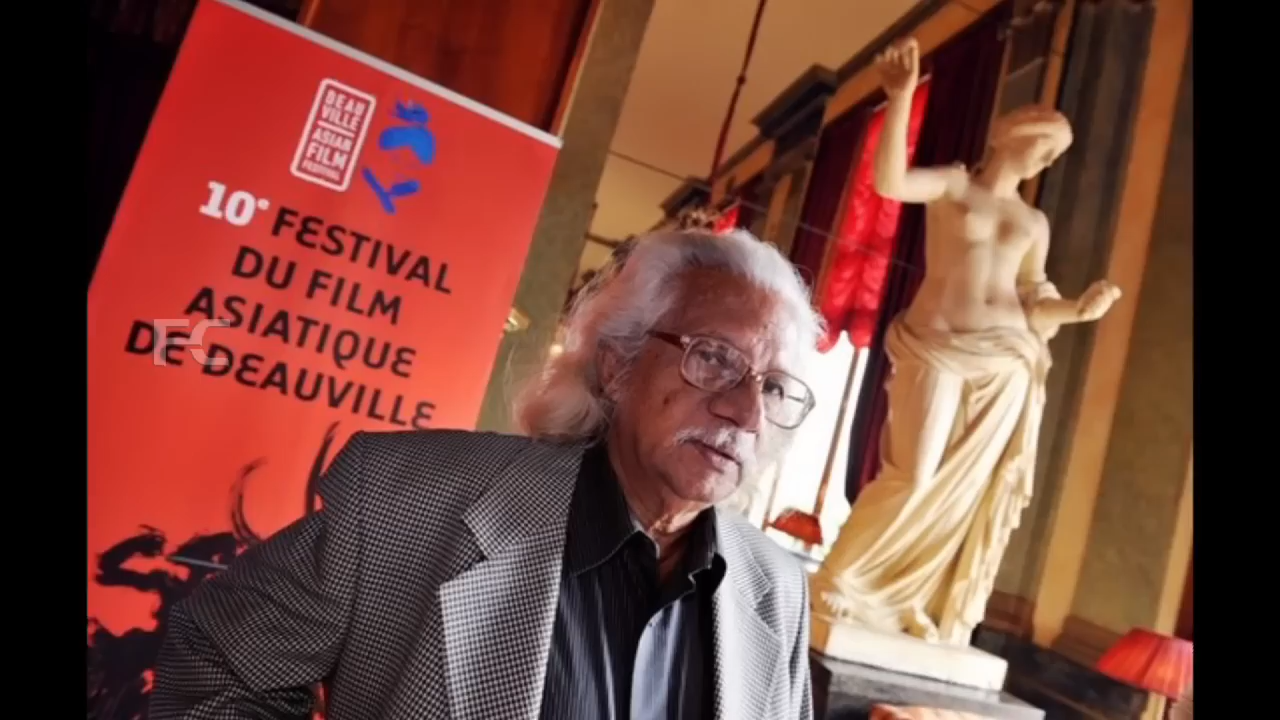 DEAU
VILLE
ASIAN
FILM
FESTIVAL
10e FESTIVAL
DU FILM
ASIATIQUE
DE DEAUVILLE
FC